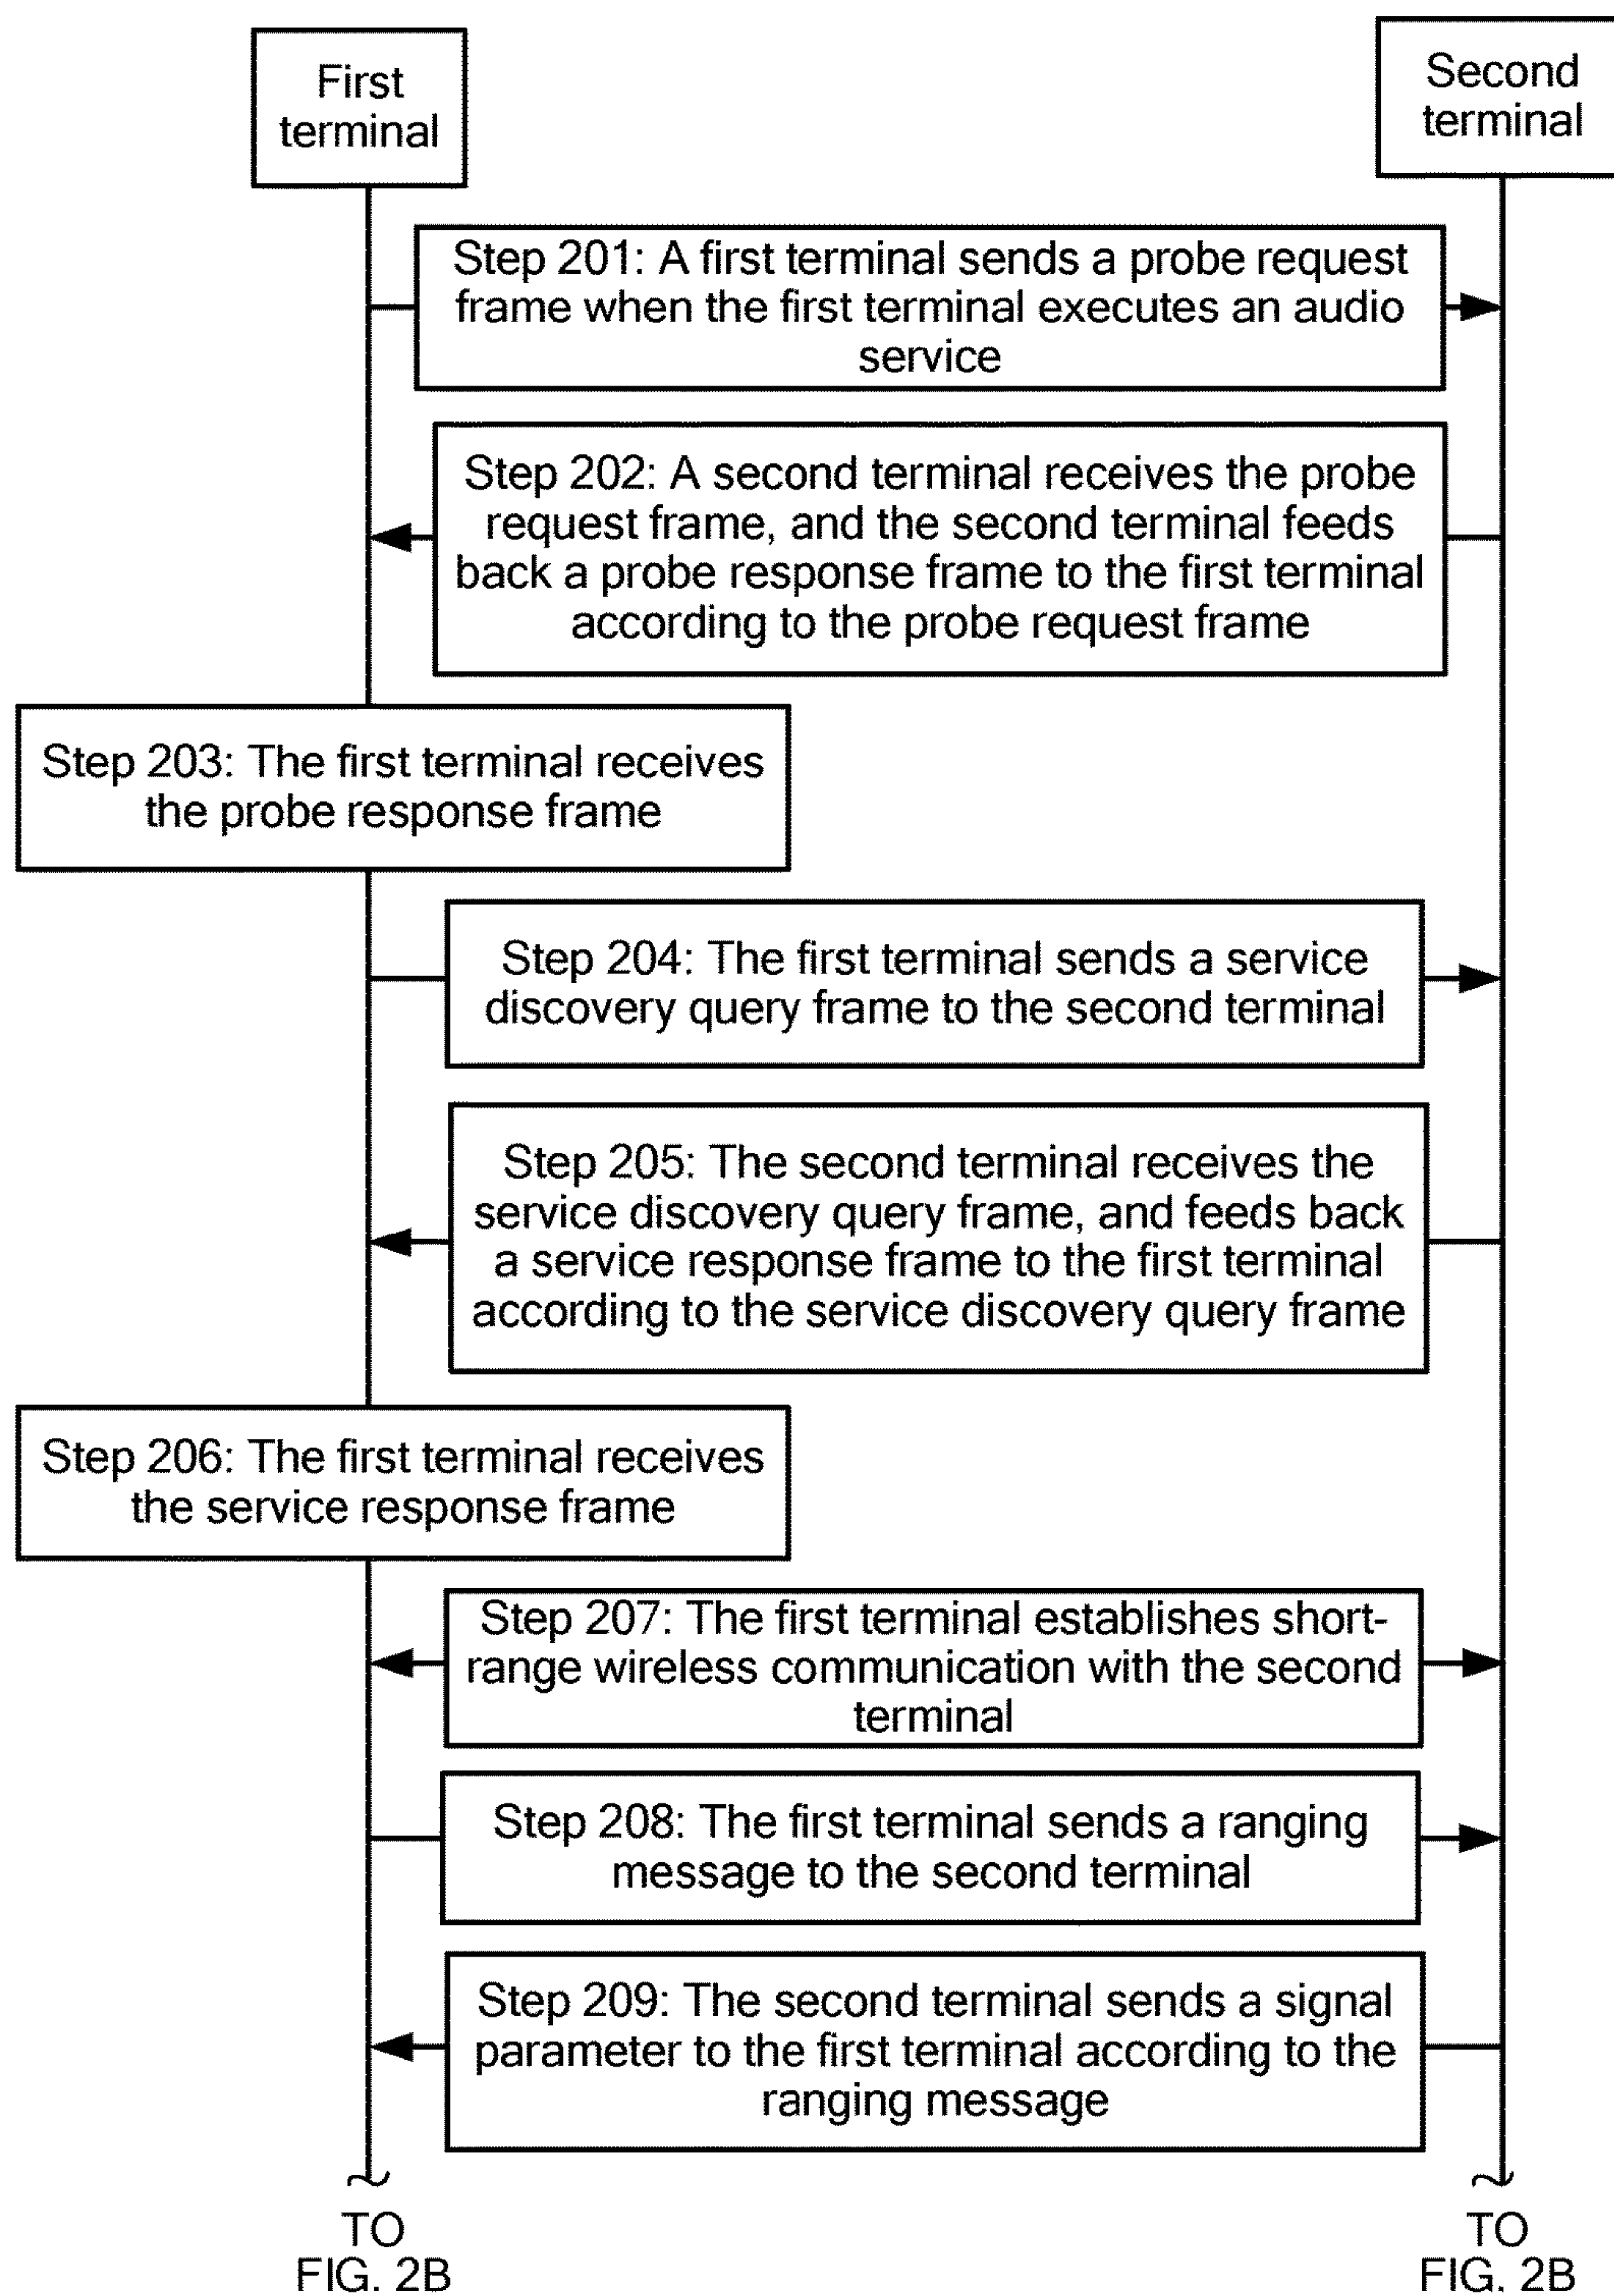 First
terminal
Second
terminal
Step 201: A first terminal sends a probe request
frame when the first terminal executes an audio
service
Step 202: A second terminal receives the probe
request frame, and the second terminal feeds
back a probe response frame to the first terminal
according to the probe request frame
Step 203: The first terminal receives
the probe response frame
Step 204: The first terminal sends a service
discovery query frame to the second terminal
Step 205: The second terminal receives the
service discovery query frame, and feeds back
a service response frame to the first terminal
according to the service discovery query frame
Step 206: The first terminal receives
the service response frame
Step 207: The first terminal establishes short-
range wireless communication with the second
terminal
Step 208: The first terminal sends a ranging
message to the second terminal
Step 209: The second terminal sends a signal
parameter to the first terminal according to the
ranging message
TO
FIG. 2B
TO
FIG. 2B